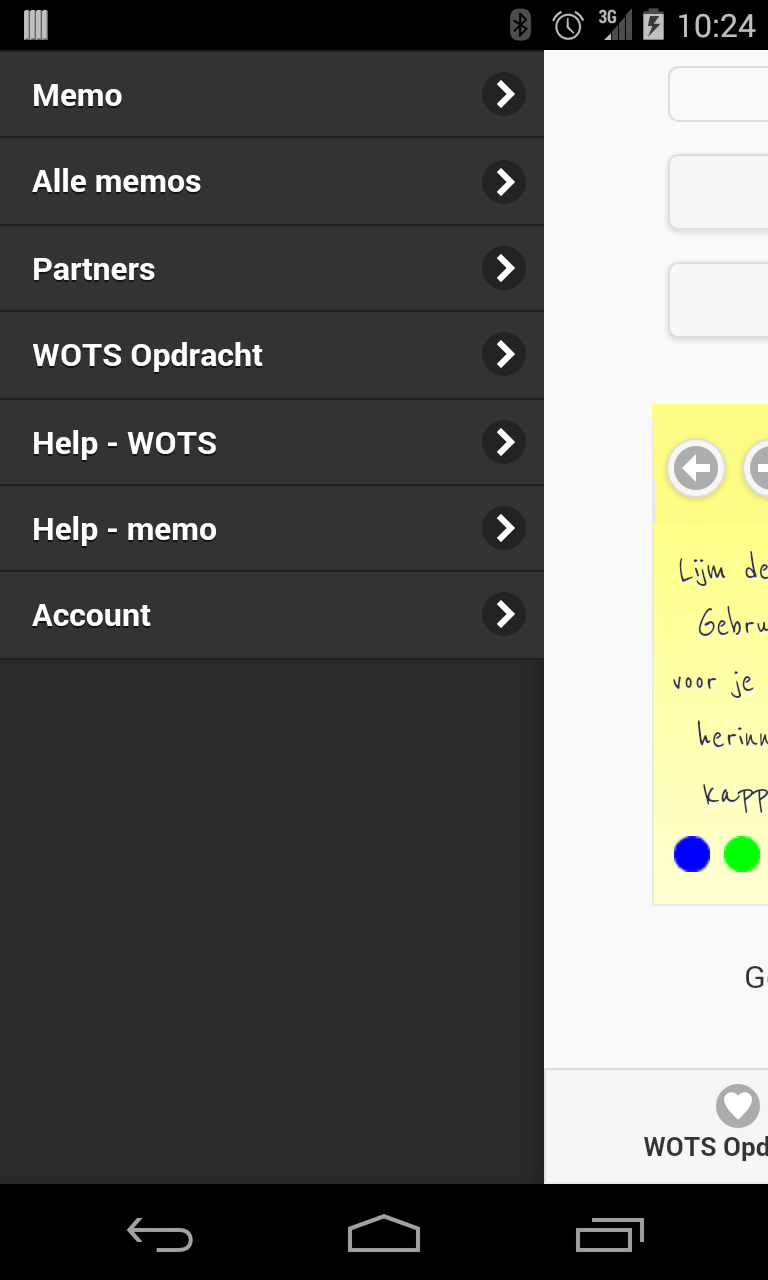 3G 10:24
Memo
Alle memos
Partners
WOTS Opdracht
Help - WOTS
Help - memo
Account
Lijm de
Gebru
voor je
herinn
kapp
G
WOTS Opd